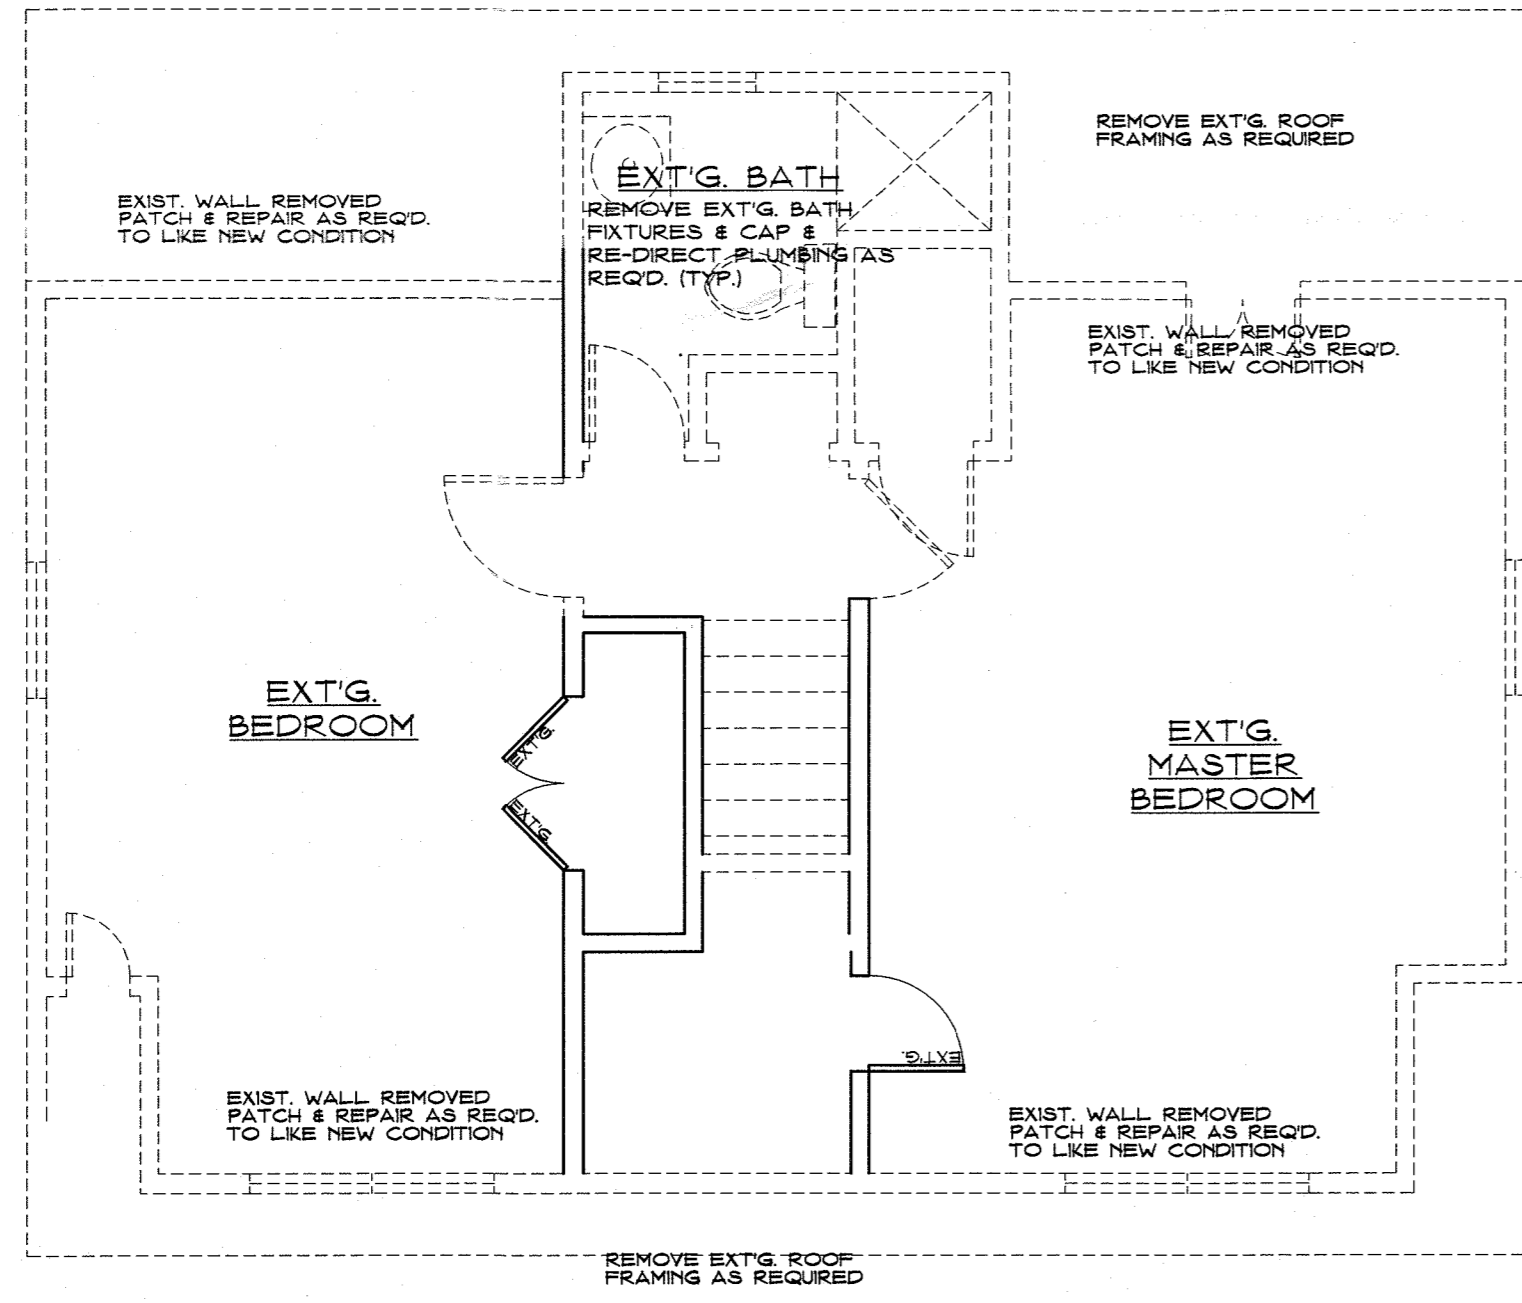 REMOVE EXT'G. ROOF
FRAMING AS REQUIRED
EXIST. WALL REMOVED
PATCH & REPAIR AS REQ'D.
TO LIKE NEW CONDITION
EXT'G. BATH
REMOVE EXT'G. BATH
FIXTURES & CAP &
RE-DIRECT PLUMBING AS
REQ'D. (TYP.)
EXIST. WALL REMOVED
PATCH & REPAIR AS REQ'D.
TO LIKE NEW CONDITION
EXT'G.
BEDROOM
EXT'G.
EXT'G.
EXT'G.
MASTER
BEDROOM
EXT'G.
EXIST. WALL REMOVED
PATCH & REPAIR AS REQ'D.
TO LIKE NEW CONDITION
EXIST. WALL REMOVED
PATCH & REPAIR AS REQ'D.
TO LIKE NEW CONDITION
REMOVE EXT'G. ROOF
FRAMING AS REQUIRED